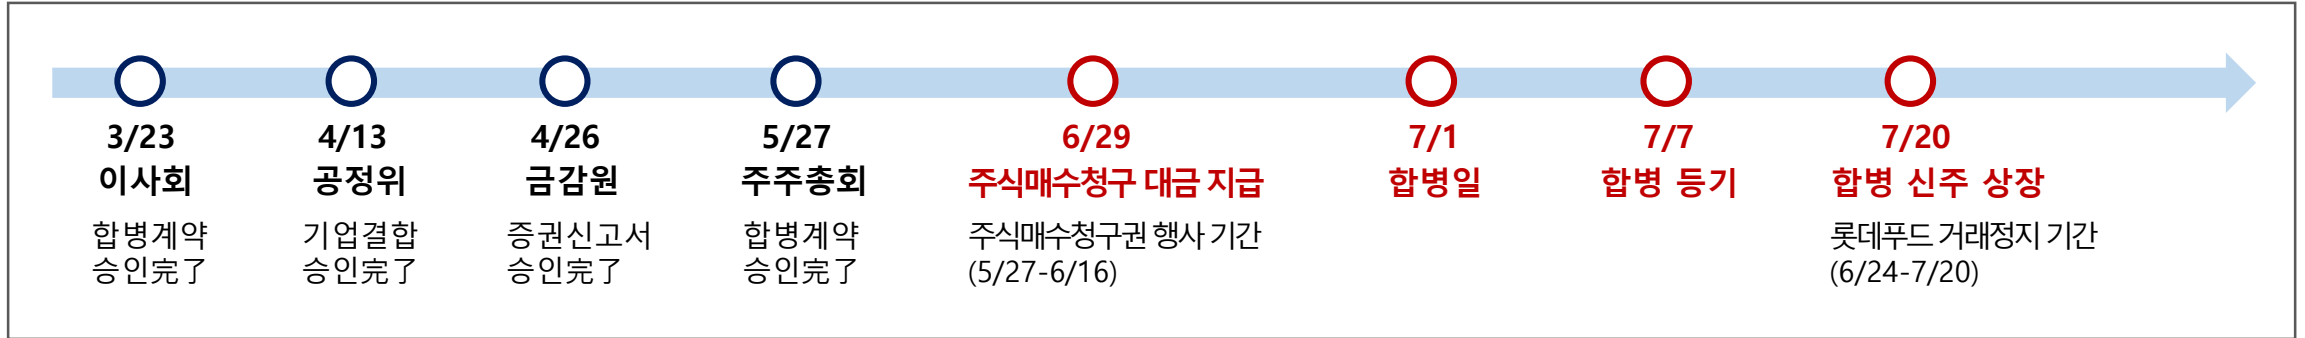 3/23
이사회
합병계약
승인完了
4/13
공정위
기업결합
승인完了
4/26
금감원
증권신고서
승인完了
5/27
주주총회
합병계약
승인完了
6/29
주식매수청구 대금 지급
주식매수청구권 행사 기간
(5/27-6/16)
7/1
합병일
7/7
합병 등기
7/20
합병 신주 상장
롯데푸드 거래정지 기간
(6/24-7/20)